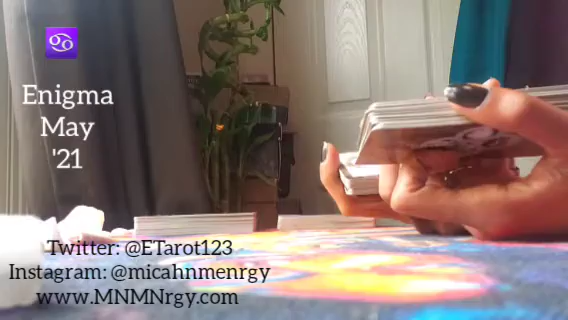 ♋
Enigma
May
'21
Twitter: @ETarot123
Instagram: @micahnmenrgy
www.MNMNrgy.com